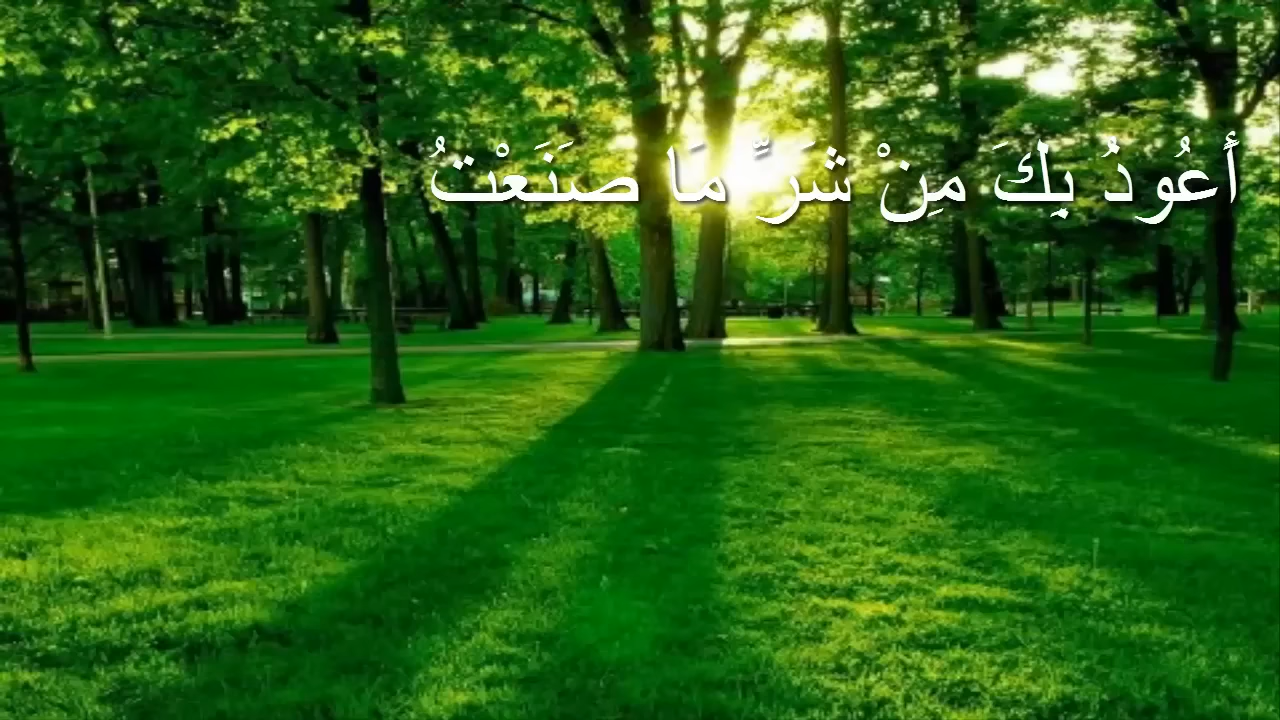 أَعُوذُ بِكَ مِنْ شَرِّ مَا صَنَعْتُ